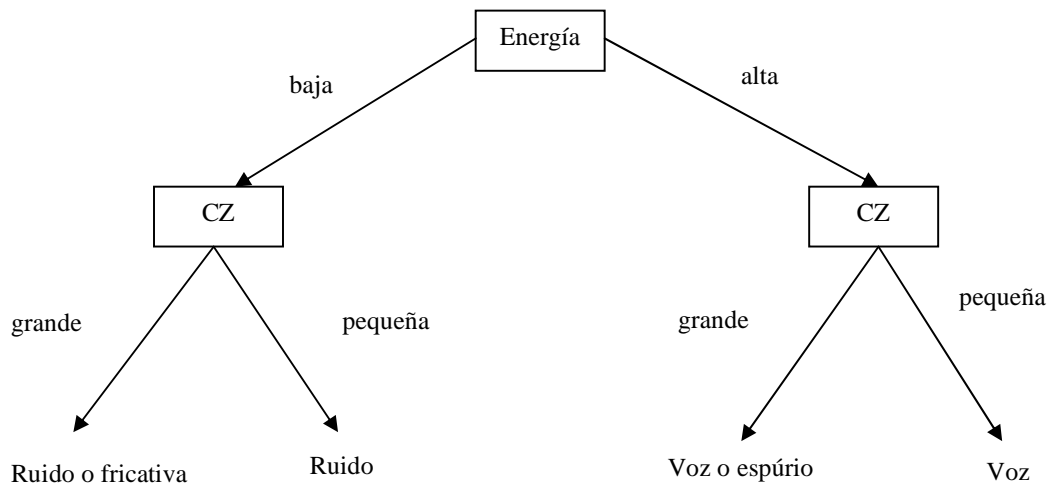 Energía
baja
alta
CZ
CZ
grande
pequeña
grande
pequeña
Ruido o fricativa
Ruido
Voz o espúrio
Voz